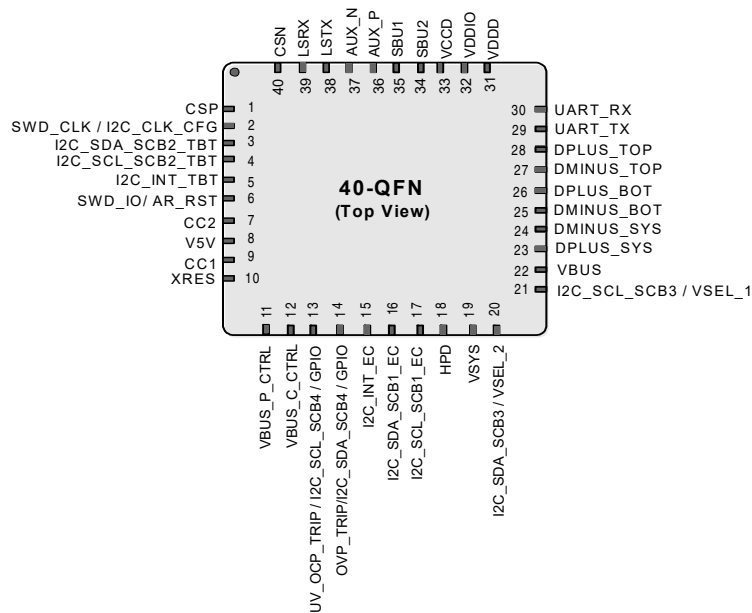 CSN
LSRX
LSTX
AUX_N
AUX_P
SBU1
SBU2
VCCD
VDDIO
VDDD
40
39
38
37
36
35
34
33
32
31
CSP 1
SWD_CLK / I2C_CLK_CFG 2
I2C_SDA_SCB2_TBT 3
I2C_SCL_SCB2_TBT 4
I2C_INT_TBT 5
SWD_IO/ AR_RST 6
CC2 7
V5V 8
CC1 9
XRES 10
40-QFN
(Top View)
30 UART_RX
29 UART_TX
28 DPLUS_TOP
27 DMINUS_TOP
26 DPLUS_BOT
25 DMINUS_BOT
24 DMINUS_SYS
23 DPLUS_SYS
22 VBUS
21 I2C_SCL_SCB3 / VSEL_1
11
12
13
14
15
16
17
18
19
20
VBUS_P_CTRL
VBUS_C_CTRL
UV_OCP_TRIP / I2C_SCL_SCB4 / GPIO
OVP_TRIP/I2C_SDA_SCB4 / GPIO
I2C_INT_EC
I2C_SDA_SCB1_EC
I2C_SCL_SCB1_EC
HPD
VSYS
I2C_SDA_SCB3 / VSEL_2